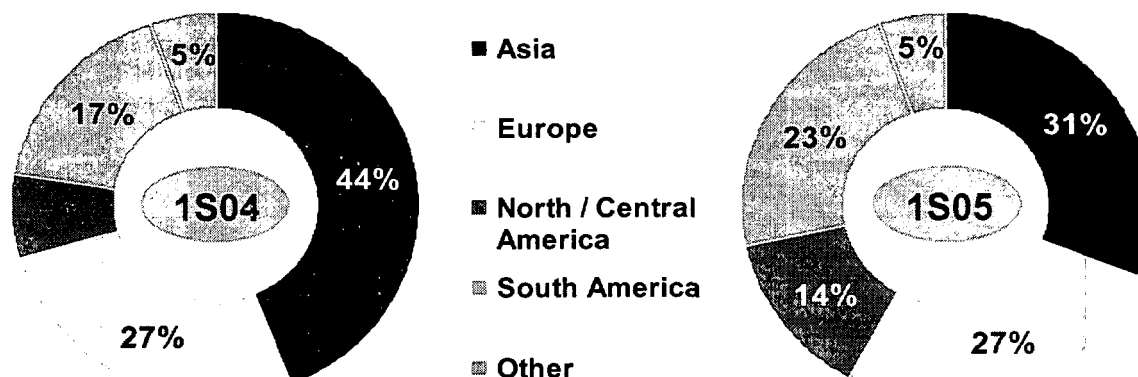 5%
17%
44%
1S04
27%
Asia
Europe
North / Central
America
South America
Other
5%
23%
31%
1S05
14%
27%